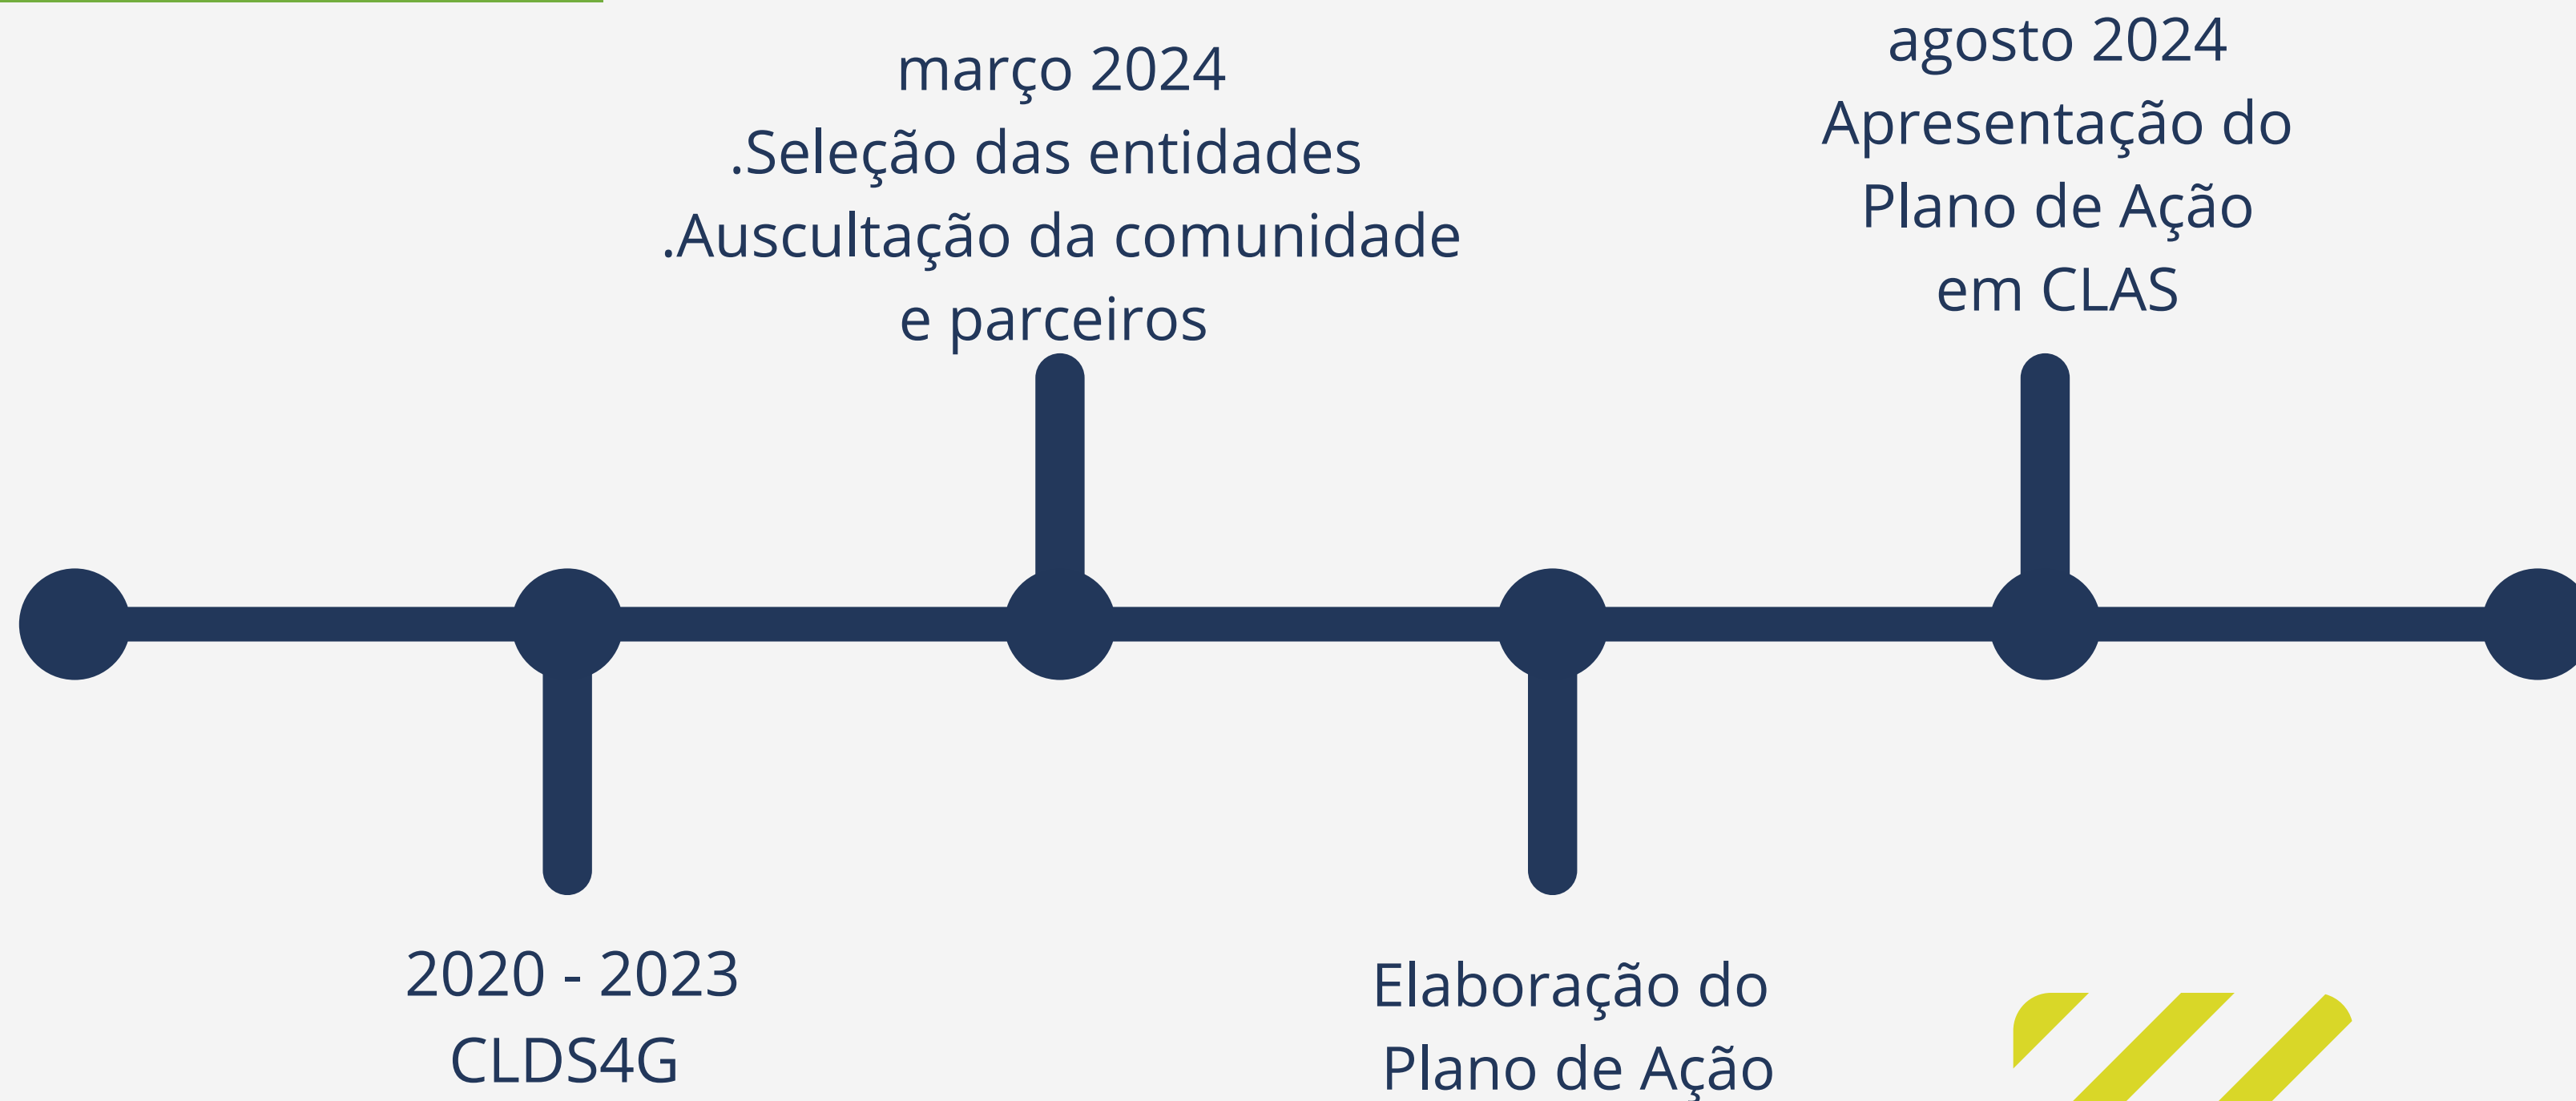 março 2024
.Seleção das entidades
.Auscultação da comunidade
e parceiros
agosto 2024
Apresentação do
Plano de Ação
em CLAS
2020 - 2023
CLDS4G
Elaboração do
Plano de Ação